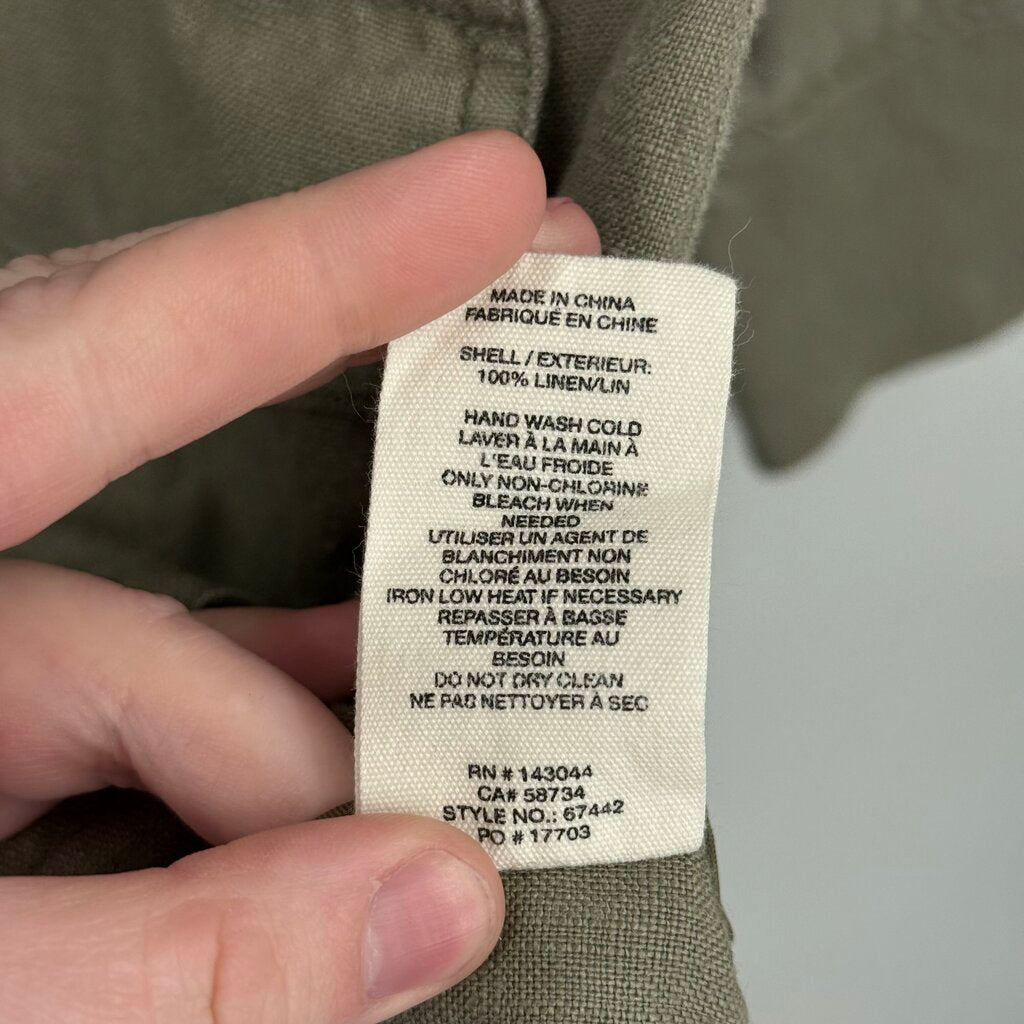 MADE IN CHINA
FABRIQUÉ EN CHINE
SHELL / EXTERIEUR:
100% LINEN/LIN
HAND WASH COLD
LAVER À LA MAIN À
L'EAU FROIDE
ONLY NON-CHLORINE
BLEACH WHEN
NEEDED
UTILISER UN AGENT DE
BLANCHIMENT NON
CHLORÉ AU BESOIN
IRON LOW HEAT IF NECESSARY
REPASSER À BASSE
TEMPÉRATURE AU
BESOIN
DO NOT DRY CLEAN
NE PAS NETTOYER À SEC
RN # 143044
CA# 58734
STYLE NO.: 67442
PO # 17703